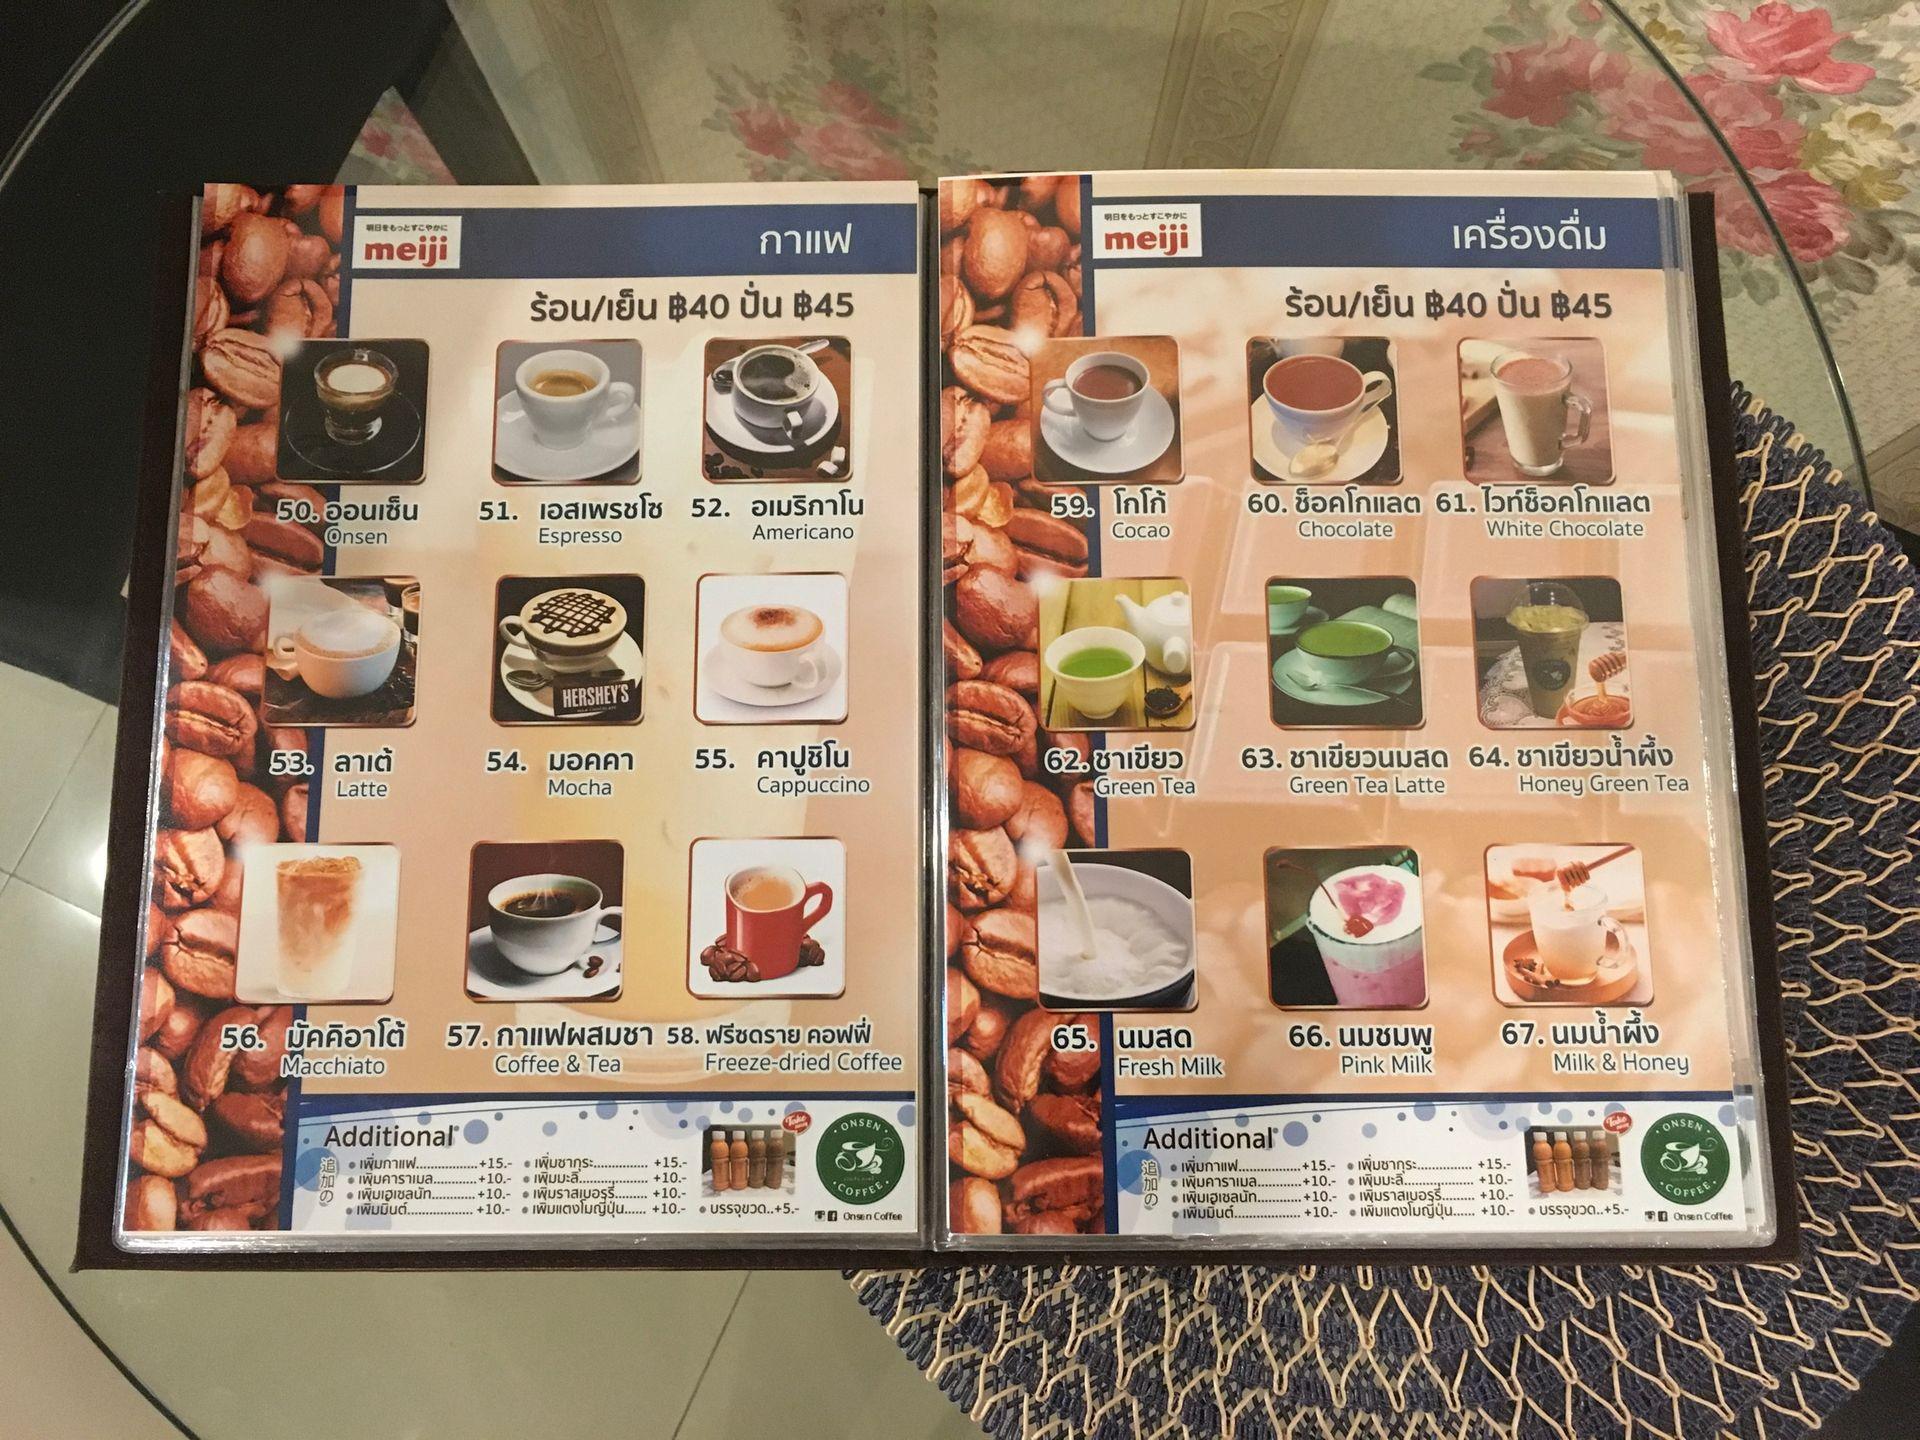 明日をもっとすこやかに
meiji
กาแฟ
ร้อน/เย็น ฿40 ปั่น ฿45
50. ออนเซ็น
Onsen
51. เอสเพรชโซ
Espresso
52. อเมริกาโน
Americano
53. ลาเต้
Latte
HERSHEY'S
54. มอคคา
Mocha
55. คาปูชิโน
Cappuccino
56. มัคคิอาโต้
Macchiato
57. กาแฟผสมชา
Coffee & Tea
58. ฟรีซดราย คอฟฟี่
Freeze-dried Coffee
Additional
追加の
เพิ่มกาแฟ.................+15.-
เพิ่มคาราเมล............+10.-
เพิ่มเฮเซลนัท............+10.-
เพิ่มมินต์...................+10.-
เพิ่มชากุระ............... +15.-
เพิ่มมะลิ................... +10.-
เพิ่มราสเบอร์รี่......... +10.-
เพิ่มแตงโมญี่ปุ่น...... +10.-
บรรจุขวด..+5.-
Take
ONSEN
COFFEE
Onsen Coffee
明日をもっとすこやかに
meiji
เครื่องดื่ม
ร้อน/เย็น ฿40 ปั่น ฿45
59. โกโก้
Cocao
60. ช็อคโกแลต
Chocolate
61. ไวท์ช็อคโกแลต
White Chocolate
62. ชาเขียว
Green Tea
63. ชาเขียวนมสด
Green Tea Latte
64. ชาเขียวน้ำผึ้ง
Honey Green Tea
65. นมสด
Fresh Milk
66. นมชมพู
Pink Milk
67. นมน้ำผึ้ง
Milk & Honey
Additional
追加の
เพิ่มกาแฟ.................+15.-
เพิ่มคาราเมล............+10.-
เพิ่มเฮเซลนัท............+10.-
เพิ่มมินต์...................+10.-
เพิ่มชากุระ............... +15.-
เพิ่มมะลิ................... +10.-
เพิ่มราสเบอร์รี่......... +10.-
เพิ่มแตงโมญี่ปุ่น...... +10.-
บรรจุขวด..+5.-
Take
ONSEN
COFFEE
Onsen Coffee